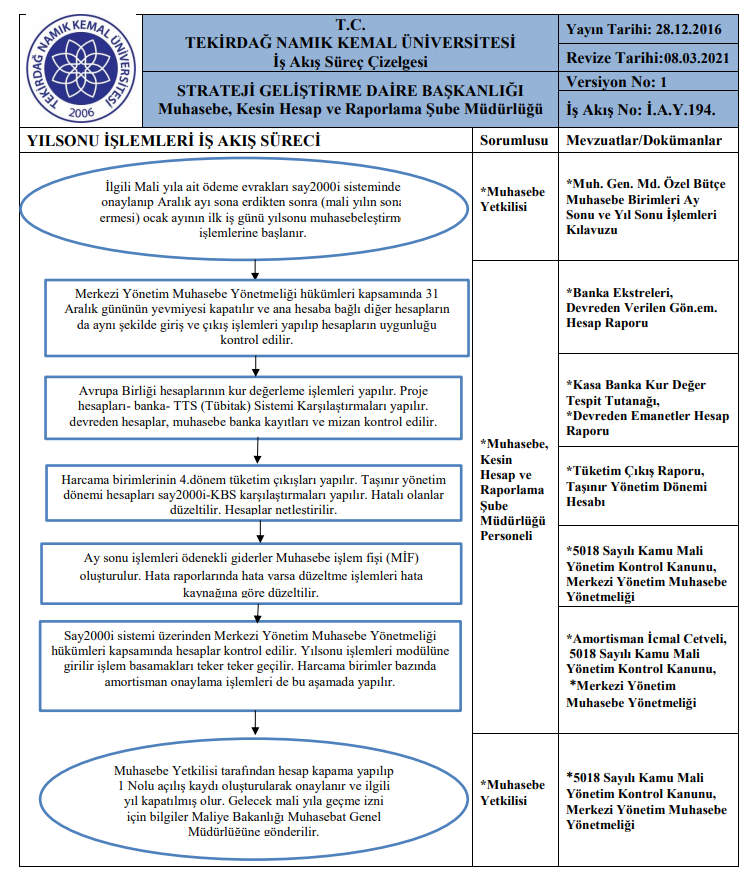 TEKİRDAĞ NAMIK KEMAL ÜNİVERSİTESİ
2006
T.C.
TEKİRDAĞ NAMIK KEMAL ÜNİVERSİTESİ
İş Akış Süreç Çizelgesi
STRATEJİ GELİŞTİRME DAİRE BAŞKANLIĞI
Muhasebe, Kesin Hesap ve Raporlama Şube Müdürlüğü
Yayın Tarihi: 28.12.2016
Revize Tarihi:08.03.2021
Versiyon No: 1
İş Akış No: İ.A.Y.194.
YILSONU İŞLEMLERİ İŞ AKIŞ SÜRECİ
Sorumlusu
Mevzuatlar/Dokümanlar
İlgili Mali yıla ait ödeme evrakları say2000i sisteminde
onaylanıp Aralık ayı sona erdikten sonra (mali yılın sona
ermesi) ocak ayının ilk iş günü yılsonu muhasebeleştirme
işlemlerine başlanır.
*Muhasebe
Yetkilisi
*Muh. Gen. Md. Özel Bütçe
Muhasebe Birimleri Ay
Sonu ve Yıl Sonu İşlemleri
Kılavuzu
Merkezi Yönetim Muhasebe Yönetmeliği hükümleri kapsamında 31
Aralık gününün yevmiyesi kapatılır ve ana hesaba bağlı diğer hesapların
da aynı şekilde giriş ve çıkış işlemleri yapılıp hesapların uygunluğu
kontrol edilir.
*Banka Ekstreleri,
Devreden Verilen Gön.em.
Hesap Raporu
Avrupa Birliği hesaplarının kur değerleme işlemleri yapılır. Proje
hesapları- banka- TTS (Tübitak) Sistemi Karşılaştırmaları yapılır.
devreden hesaplar, muhasebe banka kayıtları ve mizan kontrol edilir.
*Kasa Banka Kur Değer
Tespit Tutanağı,
*Devreden Emanetler Hesap
Raporu
*Muhasebe,
Kesin
Hesap ve
Raporlama
Şube
Müdürlüğü
Personeli
Harcama birimlerinin 4.dönem tüketim çıkışları yapılır. Taşınır yönetim
dönemi hesapları say2000i-KBS karşılaştırmaları yapılır. Hatalı olanlar
düzeltilir. Hesaplar netleştirilir.
*Tüketim Çıkış Raporu,
Taşınır Yönetim Dönemi
Hesabı
Ay sonu işlemleri ödenekli giderler Muhasebe işlem fişi (MİF)
oluşturulur. Hata raporlarında hata varsa düzeltme işlemleri hata
kaynağına göre düzeltilir.
*5018 Sayılı Kamu Mali
Yönetim Kontrol Kanunu,
Merkezi Yönetim Muhasebe
Yönetmeliği
Say2000i sistemi üzerinden Merkezi Yönetim Muhasebe Yönetmeliği
hükümleri kapsamında hesaplar kontrol edilir. Yılsonu işlemleri modülüne
girilir işlem basamakları teker teker geçilir. Harcama birimler bazında
amortisman onaylama işlemleri de bu aşamada yapılır.
*Amortisman İcmal Cetveli,
5018 Sayılı Kamu Mali
Yönetim Kontrol Kanunu,
*Merkezi Yönetim
Muhasebe Yönetmeliği
Muhasebe Yetkilisi tarafından hesap kapama yapılıp
1 Nolu açılış kaydı oluşturularak onaylanır ve ilgili
yıl kapatılmış olur. Gelecek mali yıla geçme izni
için bilgiler Maliye Bakanlığı Muhasebat Genel
Müdürlüğüne gönderilir.
*Muhasebe
Yetkilisi
*5018 Sayılı Kamu Mali
Yönetim Kontrol Kanunu,
Merkezi Yönetim Muhasebe
Yönetmeliği